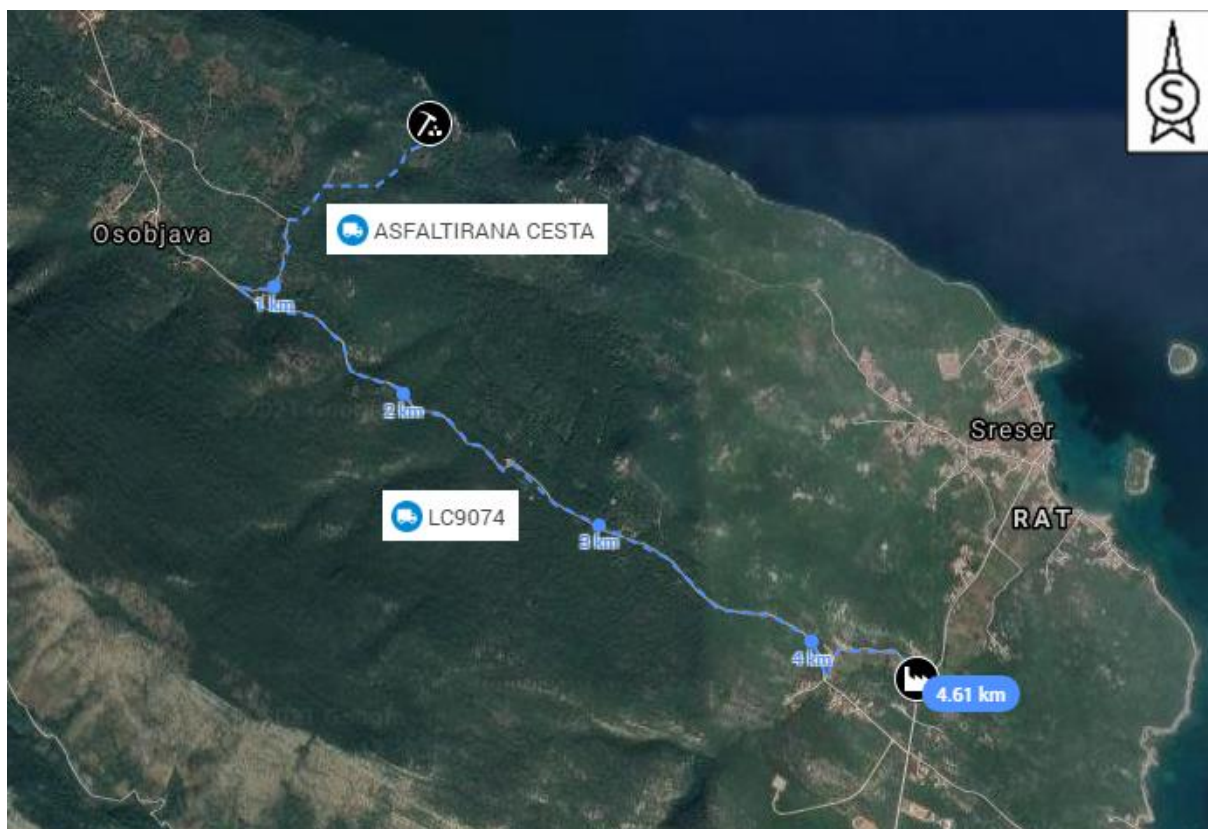 S
Osobjava
ASFALTIRANA CESTA
1 km
2 km
Sreser
LC9074
RAT
3 km
4 km
4.61 km